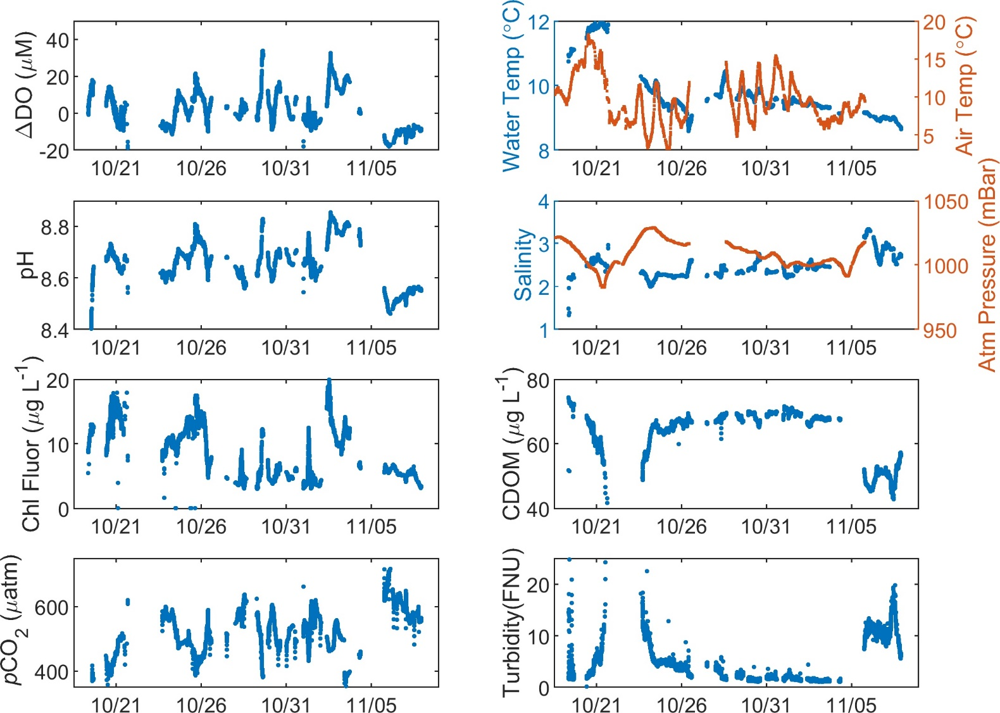 ΔDO (μM)
40
20
0
-20
10/21 10/26 10/31 11/05
Water Temp (°C)
12
10
8
20
15
10
5
Air Temp (°C)
10/21 10/26 10/31 11/05
pH
8.8
8.6
8.4
10/21 10/26 10/31 11/05
Salinity
4
3
2
1
1050
1000
950
Atm Pressure (mBar)
10/21 10/26 10/31 11/05
Chl Fluor (μg L⁻¹)
20
10
0
10/21 10/26 10/31 11/05
CDOM (μg L⁻¹)
80
60
40
10/21 10/26 10/31 11/05
pCO₂ (μatm)
600
400
10/21 10/26 10/31 11/05
Turbidity(FNU)
20
10
0
10/21 10/26 10/31 11/05